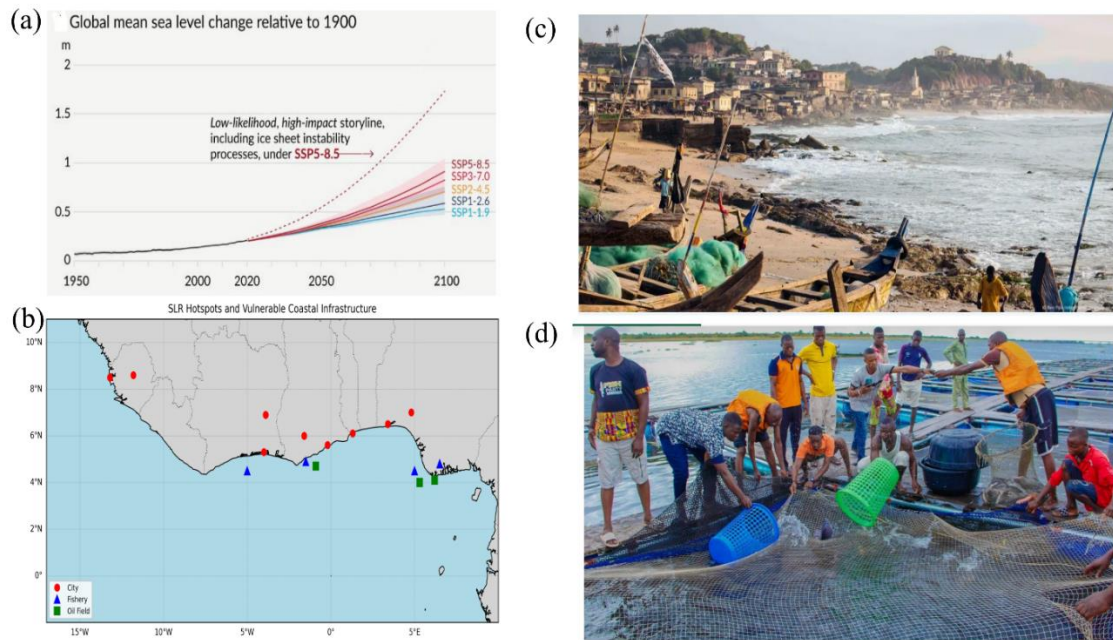 (a)
Global mean sea level change relative to 1900
m
2
1.5
1
0.5
0
Low-likelihood, high-impact storyline,
including ice sheet instability
processes, under SSP5-8.5
SSP5-8.5
SSP3-7.0
SSP2-4.5
SSP1-2.6
SSP1-1.9
1950
2000
2020
2050
2100
(b)
SLR Hotspots and Vulnerable Coastal Infrastructure
10°N
8°N
6°N
4°N
2°N
0°
City
Fishery
Oil Field
15°W
10°W
5°W
0°
5°E
(c)
(d)